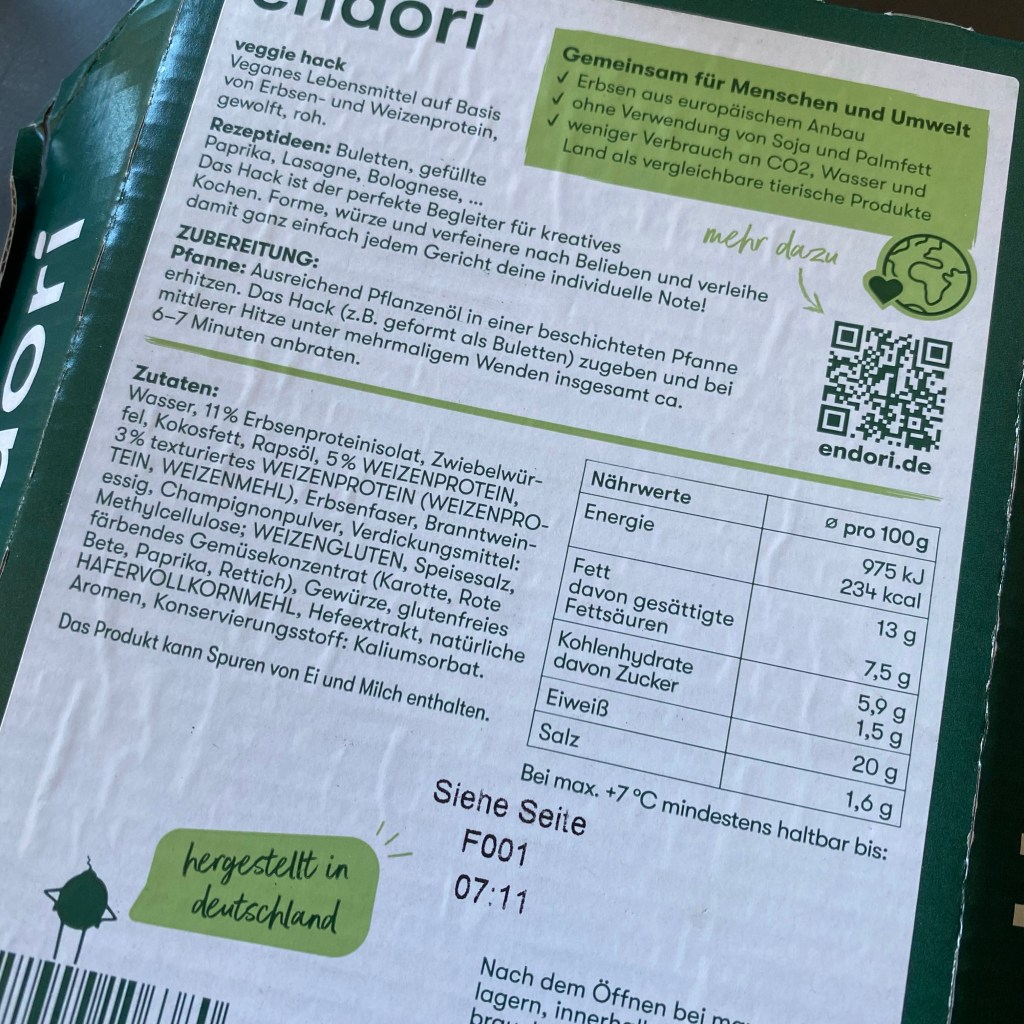 endori
veggie hack
Veganes Lebensmittel auf Basis
von Erbsen- und Weizenprotein,
gewolft, roh.
Rezeptideen: Buletten, gefüllte
Paprika, Lasagne, Bolognese, ...
Das Hack ist der perfekte Begleiter für kreatives
Kochen. Forme, würze und verfeinere nach Belieben und verleihe
damit ganz einfach jedem Gericht deine individuelle Note!
ZUBEREITUNG:
Pfanne: Ausreichend Pflanzenöl in einer beschichteten Pfanne
erhitzen. Das Hack (z.B. geformt als Buletten) zugeben und bei
mittlerer Hitze unter mehrmaligem Wenden insgesamt ca.
6–7 Minuten anbraten.
Gemeinsam für Menschen und Umwelt
✓ Erbsen aus europäischem Anbau
✓ ohne Verwendung von Soja und Palmfett
✓ weniger Verbrauch an CO2, Wasser und
Land als vergleichbare tierische Produkte
mehr dazu
endori.de
Zutaten:
Wasser, 11% Erbsenproteinisolat, Zwiebelwür-
fel, Kokosfett, Rapsöl, 5% WEIZENPROTEIN,
3% texturiertes WEIZENPROTEIN (WEIZENPRO-
TEIN, WEIZENMEHL), Erbsenfaser, Branntwein-
essig, Champignonpulver, Verdickungsmittel:
Methylcellulose; WEIZENGLUTEN, Speisesalz,
färbendes Gemüsekonzentrat (Karotte, Rote
Bete, Paprika, Rettich), Gewürze, glutenfreies
HAFERVOLLKORNMEHL, Hefeextrakt, natürliche
Aromen, Konservierungsstoff: Kaliumsorbat.
Das Produkt kann Spuren von Ei und Milch enthalten.
Nährwerte ø pro 100g
Energie 975 kJ
234 kcal
Fett 13 g
davon gesättigte
Fettsäuren 7,5 g
Kohlenhydrate 5,9 g
davon Zucker 1,5 g
Eiweiß 20 g
Salz 1,6 g
Bei max. +7 °C mindestens haltbar bis:
Siehe Seite
F001
07:11
hergestellt in
deutschland
Nach dem Öffnen bei
lagern,